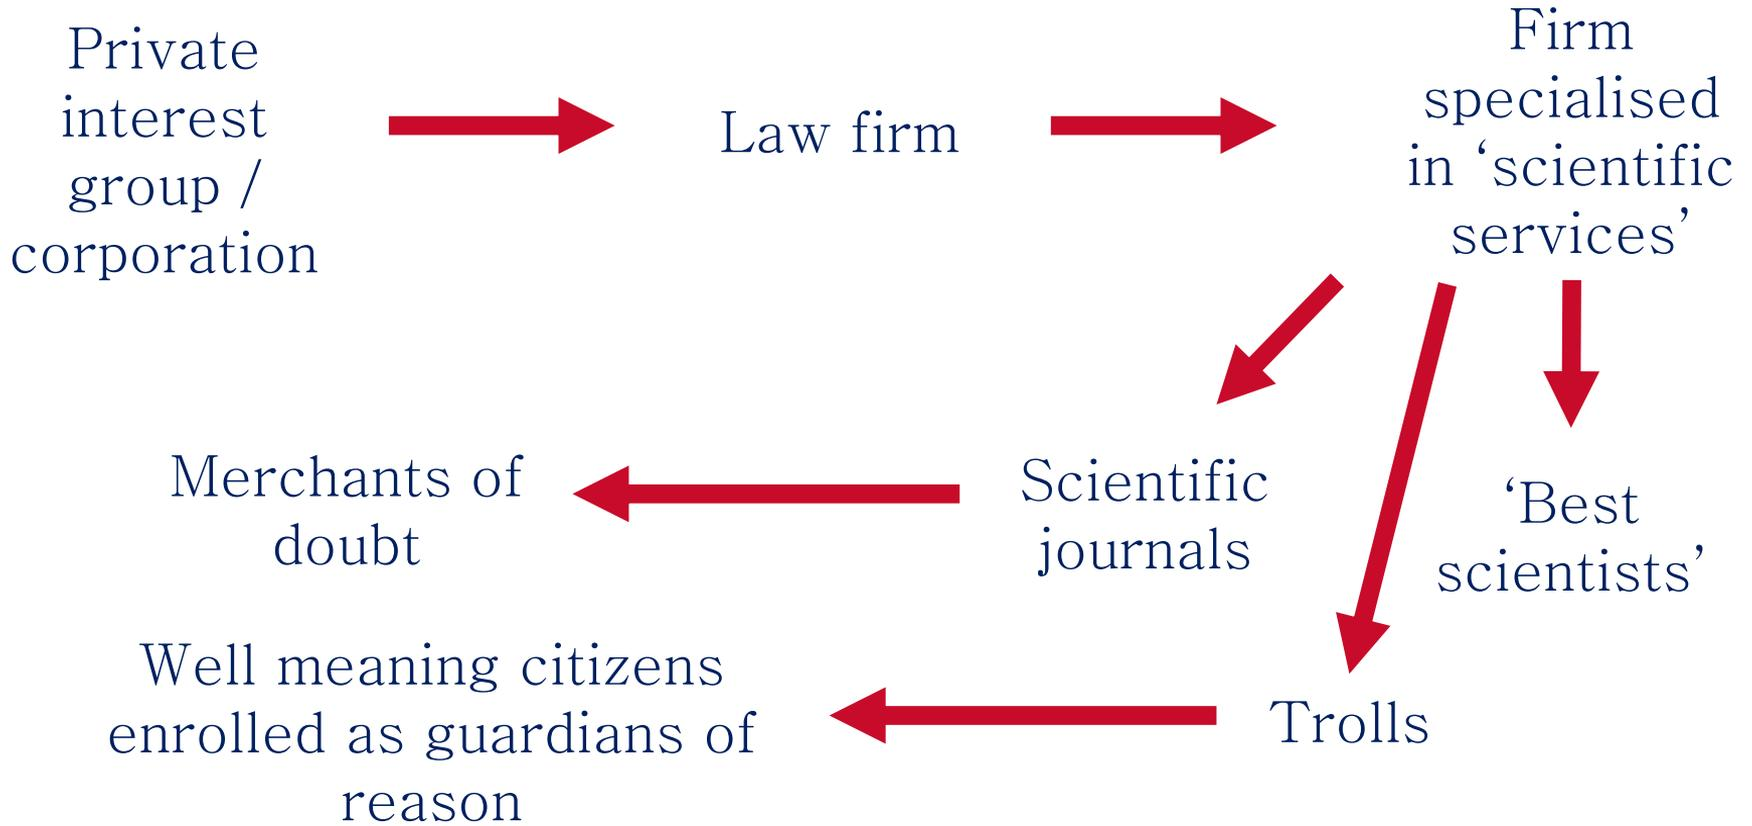 Private
interest
group /
corporation
Law firm
Firm
specialised
in ‘scientific
services’
Merchants of
doubt
Scientific
journals
‘Best
scientists’
Well meaning citizens
enrolled as guardians of
reason
Trolls